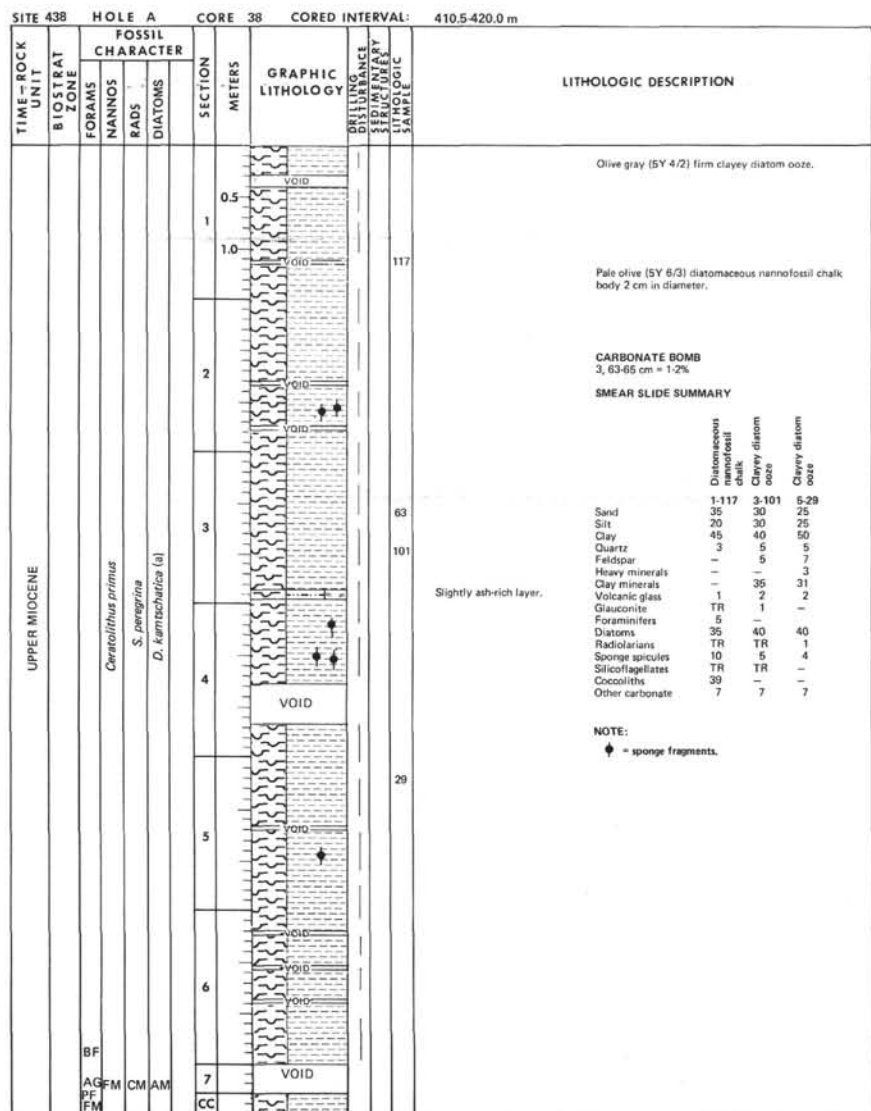 SITE 438 HOLE A CORE 38 CORED INTERVAL: 410.5-420.0 m
TIME-ROCK UNIT
BIOSTRAT ZONE
FOSSIL CHARACTER
FORAMS
NANNOS
RADS
DIATOMS
SECTION
METERS
GRAPHIC LITHOLOGY
DRILLING DISTURBANCE
SEDIMENTARY STRUCTURES
LITHOLOGIC SAMPLE
LITHOLOGIC DESCRIPTION
UPPER MIOCENE
Ceratolithus primus
S. peregrina
D. kamtschatica (a)
BF
AG FM CM AM
PF
FM
1
0.5
1.0
2
3
4
5
6
7
CC
VOID
VOID
VOID
VOID
VOID
VOID
VOID
VOID
VOID
VOID
117
63
101
29
Olive gray (5Y 4/2) firm clayey diatom ooze.
Pale olive (5Y 6/3) diatomaceous nannofossil chalk
body 2 cm in diameter.
CARBONATE BOMB
3, 63-65 cm = 1-2%
SMEAR SLIDE SUMMARY
Diatomaceous nannofossil chalk
Clayey diatom ooze
Clayey diatom ooze
1-117 3-101 5-29
Sand 35 30 25
Silt 20 30 25
Clay 45 40 50
Quartz 3 5 5
Feldspar – 5 7
Heavy minerals – – 3
Clay minerals – 35 31
Volcanic glass 1 2 2
Glauconite TR 1 –
Foraminifers 5 –
Diatoms 35 40 40
Radiolarians TR TR 1
Sponge spicules 10 5 4
Silicoflagellates TR TR –
Coccoliths 39 – –
Other carbonate 7 7 7
Slightly ash-rich layer.
NOTE:
= sponge fragments.